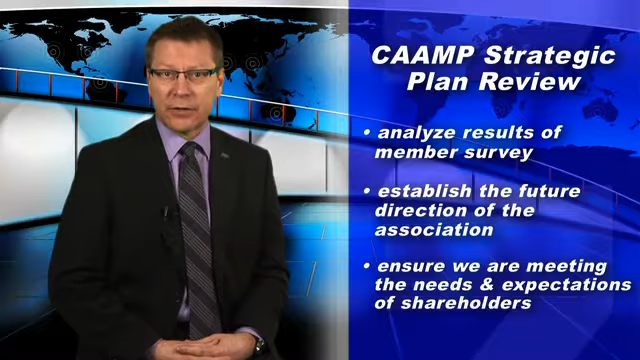 CAAMP Strategic
Plan Review
• analyze results of
member survey
• establish the future
direction of the
association
• ensure we are meeting
the needs & expectations
of shareholders